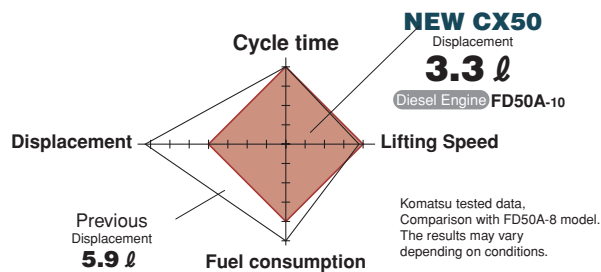 NEW CX50
Displacement
3.3 ℓ
Diesel Engine FD50A-10
Cycle time
Displacement
Lifting Speed
Previous
Displacement
5.9 ℓ
Fuel consumption
Komatsu tested data,
Comparison with FD50A-8 model.
The results may vary
depending on conditions.